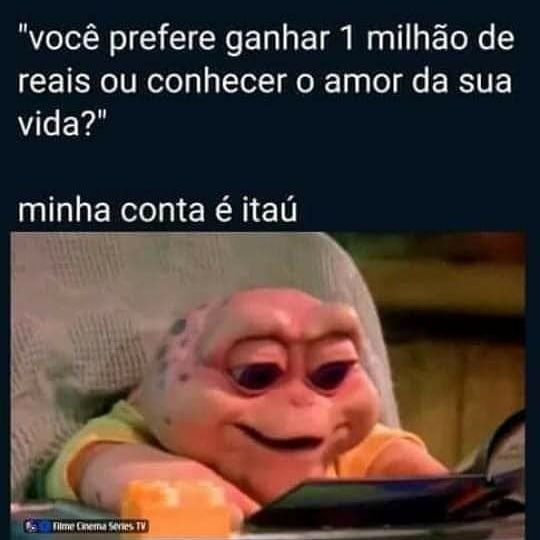 "você prefere ganhar 1 milhão de
reais ou conhecer o amor da sua
vida?"
minha conta é itaú
Filme Cinema Séries TV